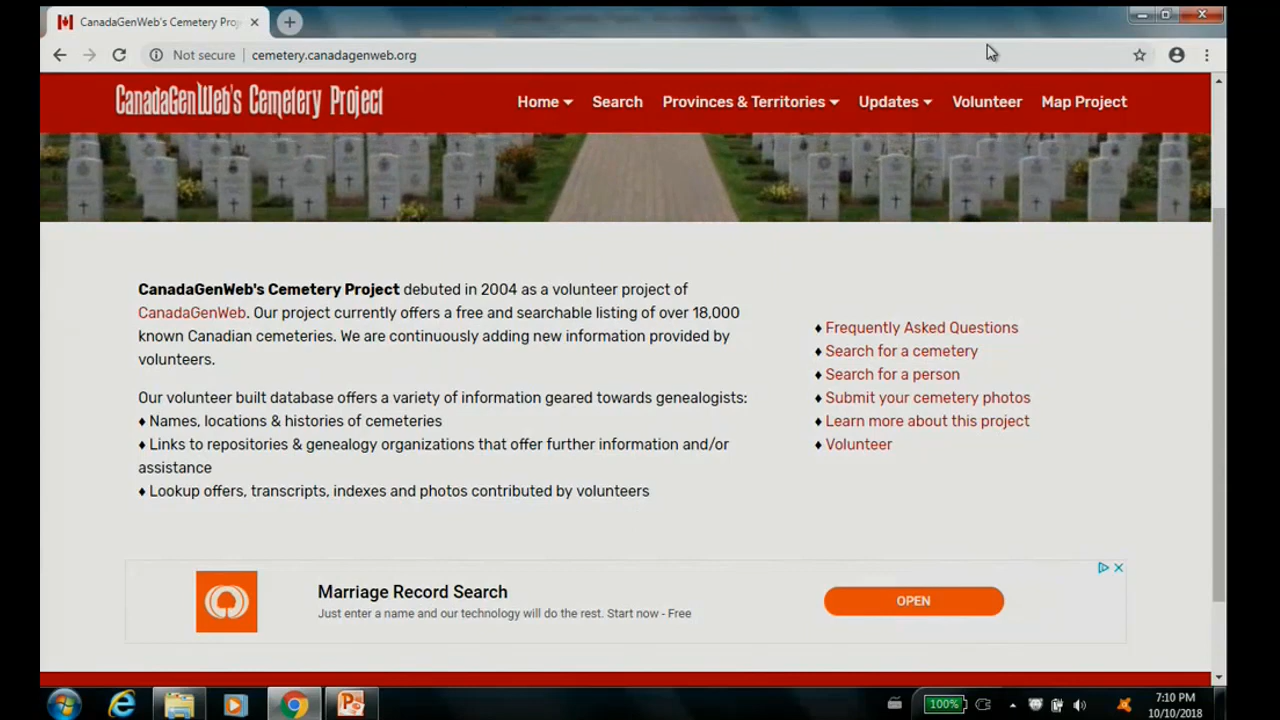 CanadaGenWeb's Cemetery Proj
Not secure
cemetery.canadagenweb.org
CanadaGenWeb's Cemetery Project
Home
Search
Provinces & Territories
Updates
Volunteer
Map Project
CanadaGenWeb's Cemetery Project debuted in 2004 as a volunteer project of
CanadaGenWeb. Our project currently offers a free and searchable listing of over 18,000
known Canadian cemeteries. We are continuously adding new information provided by
volunteers.
Our volunteer built database offers a variety of information geared towards genealogists:
♦ Names, locations & histories of cemeteries
♦ Links to repositories & genealogy organizations that offer further information and/or
assistance
♦ Lookup offers, transcripts, indexes and photos contributed by volunteers
♦ Frequently Asked Questions
♦ Search for a cemetery
♦ Search for a person
♦ Submit your cemetery photos
♦ Learn more about this project
♦ Volunteer
Marriage Record Search
Just enter a name and our technology will do the rest. Start now - Free
OPEN
100%
7:10 PM
10/10/2018